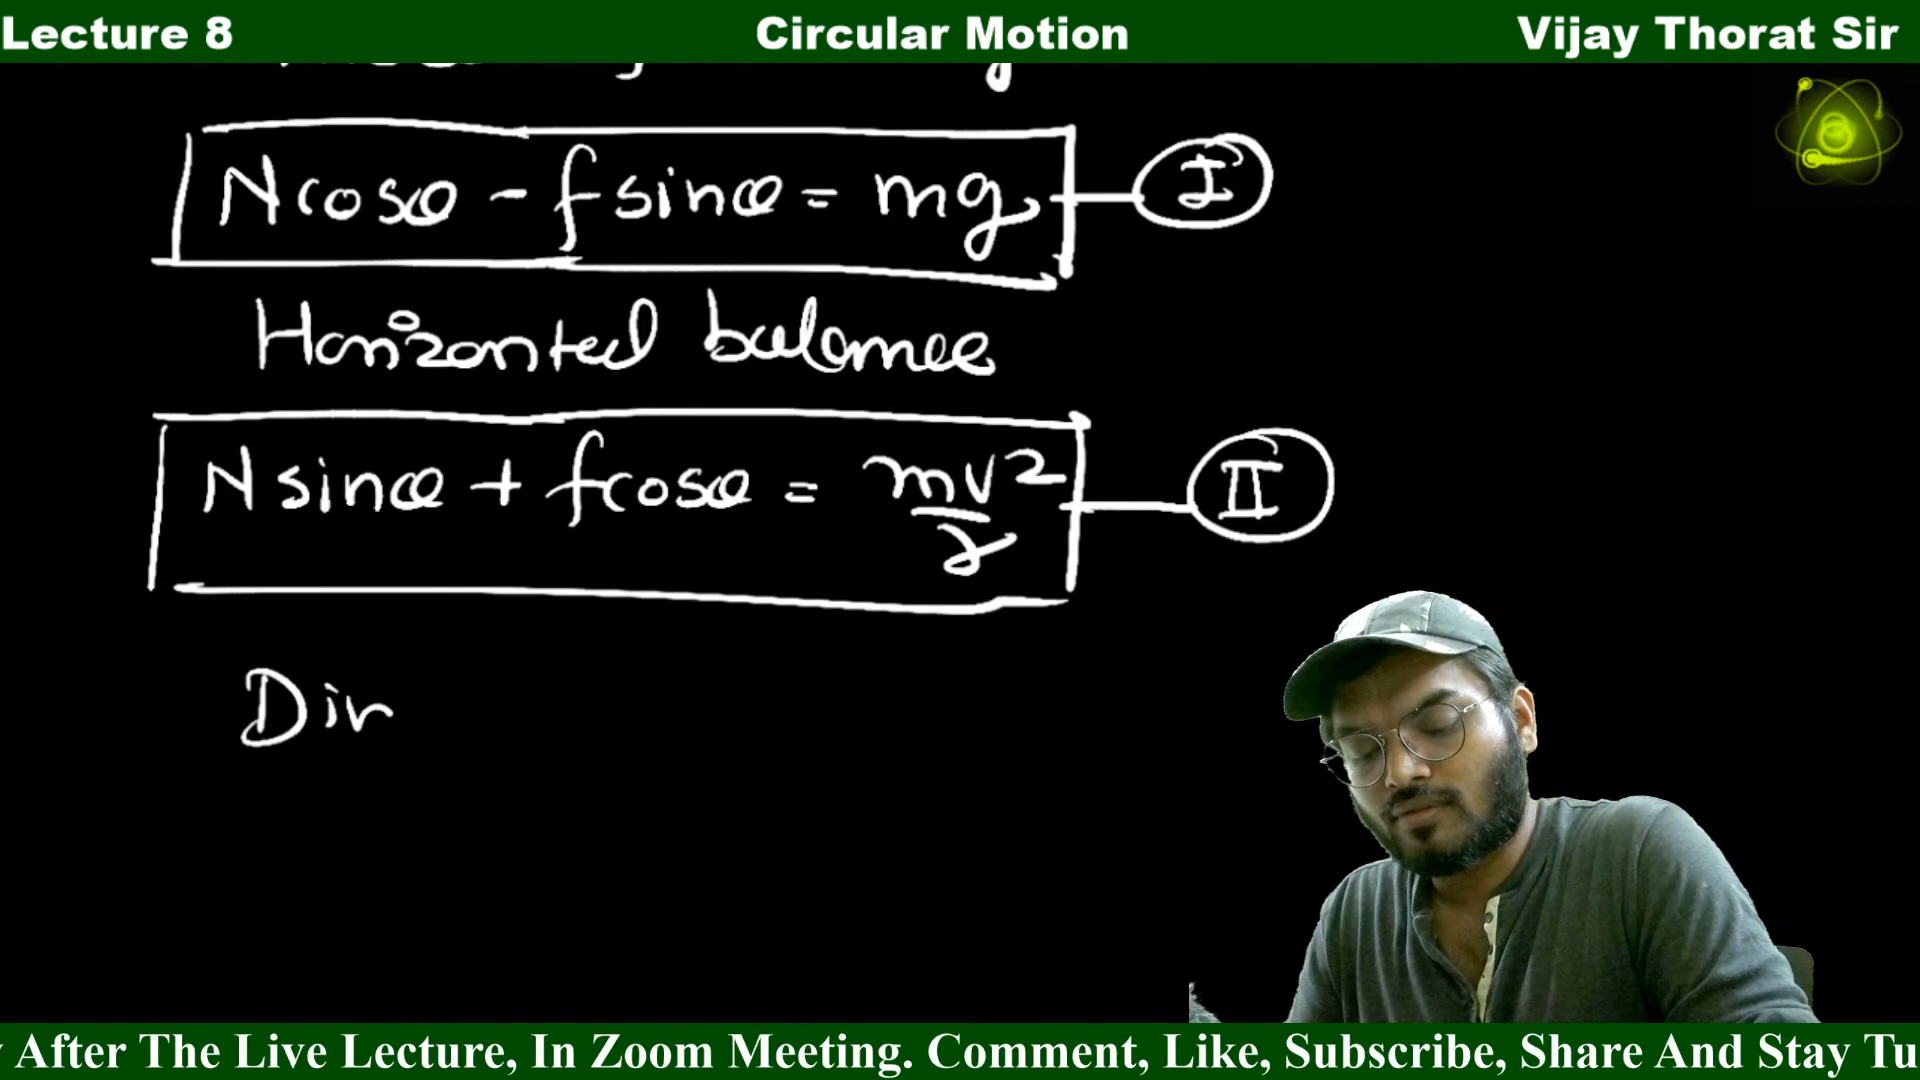 Lecture 8 Circular Motion Vijay Thorat Sir
Ncosθ - fsinθ = mg I
Horizontal balance
Nsinθ + fcosθ = mv²/r II
Div
After The Live Lecture, In Zoom Meeting. Comment, Like, Subscribe, Share And Stay Tu